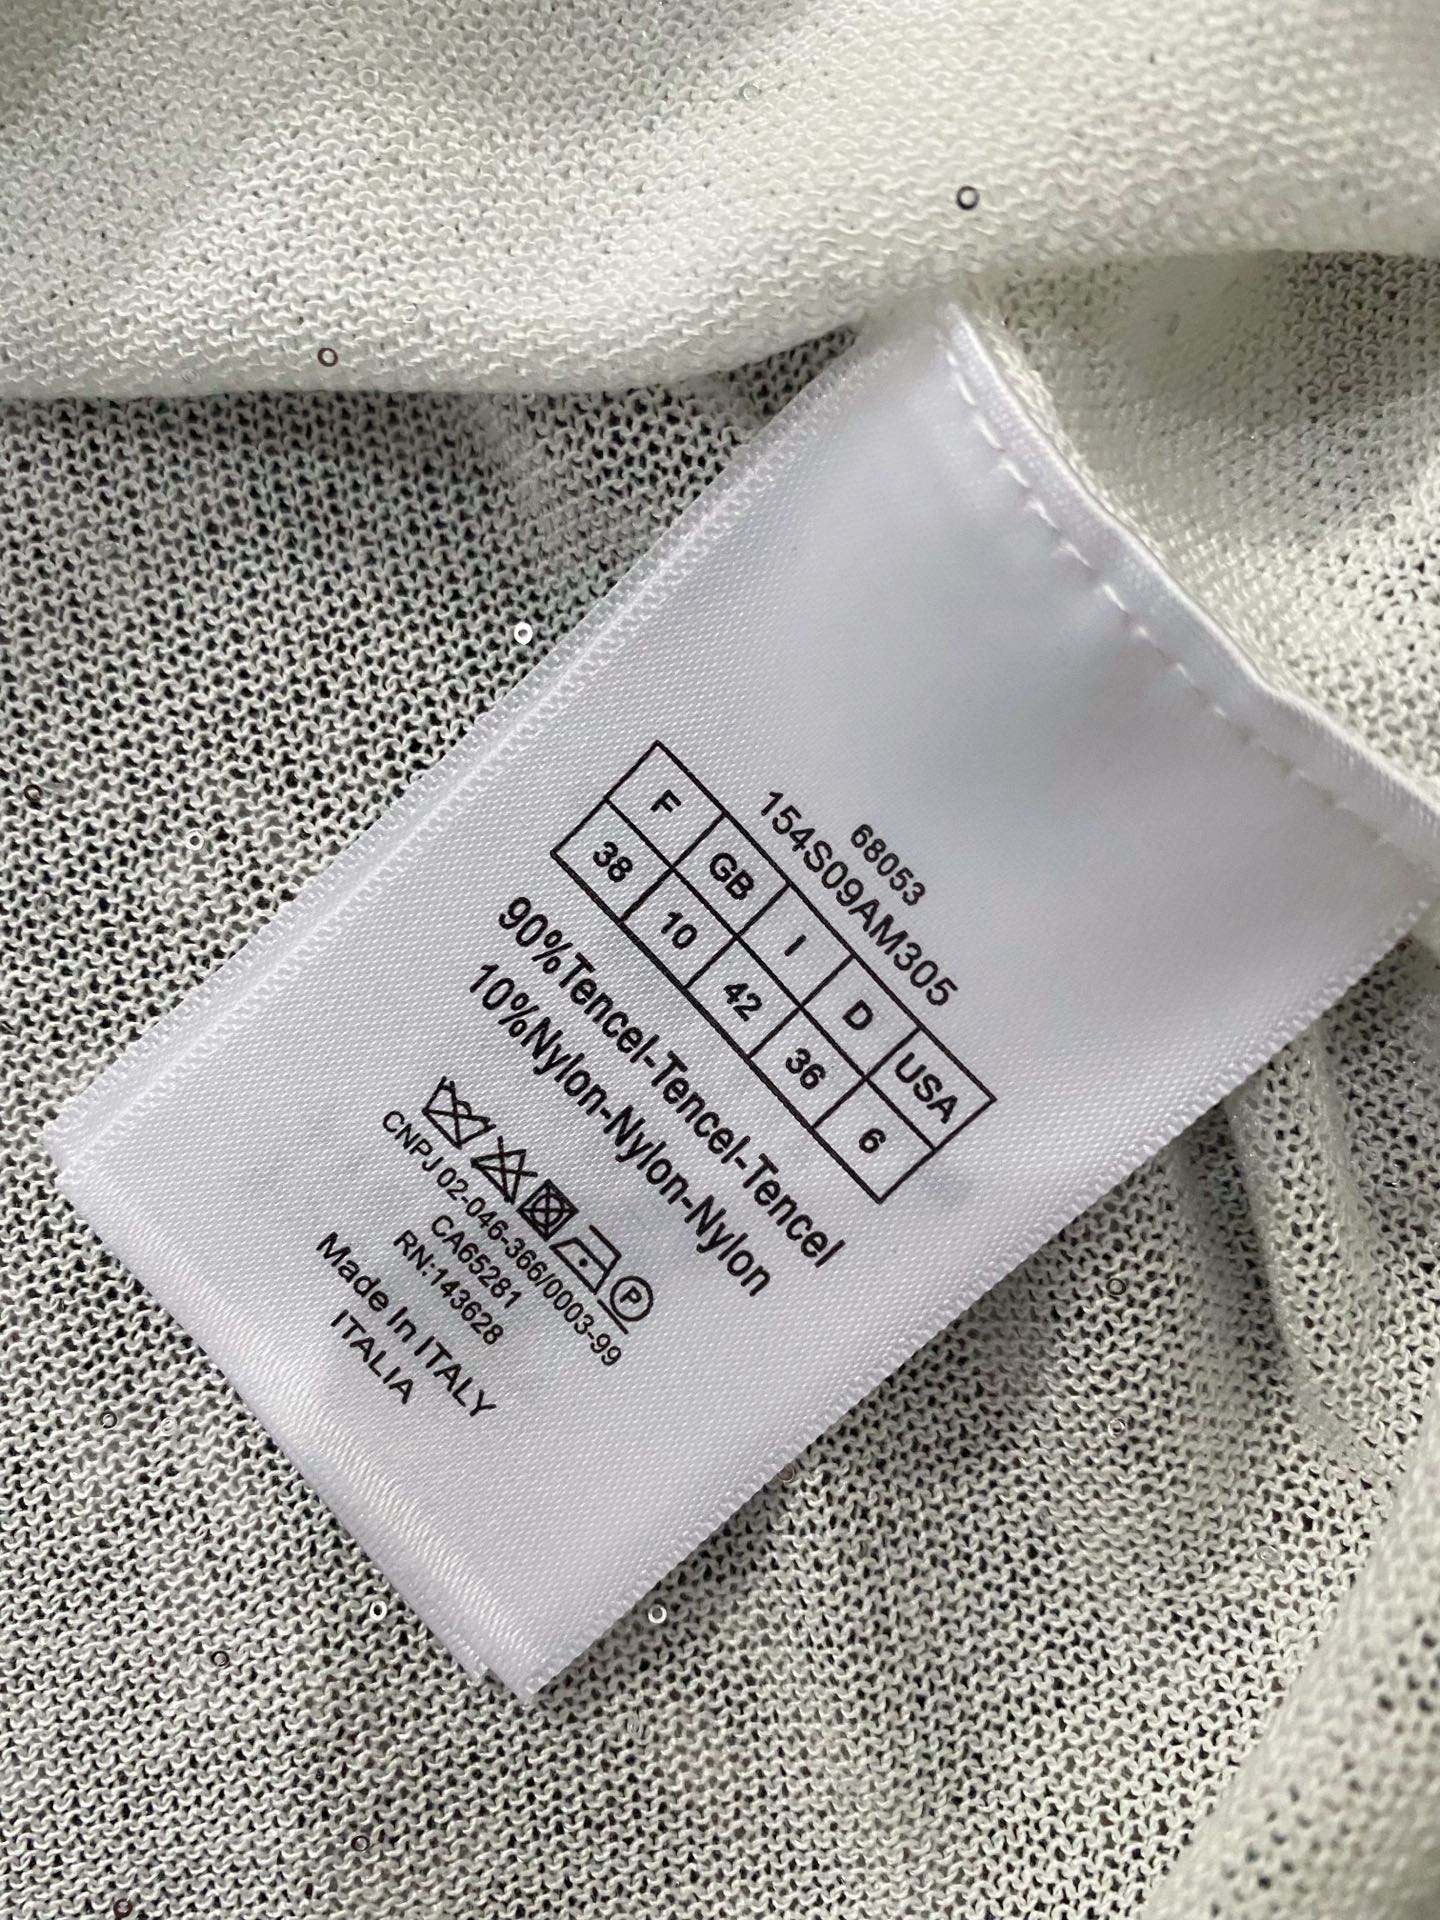 68053
154S09AM305
F GB I D USA
38 10 42 36 6
90%Tencel-Tencel-Tencel
10%Nylon-Nylon-Nylon
P
CNPJ 02-046-366/0003-99
CA65281
RN:143628
Made In ITALY
ITALIA